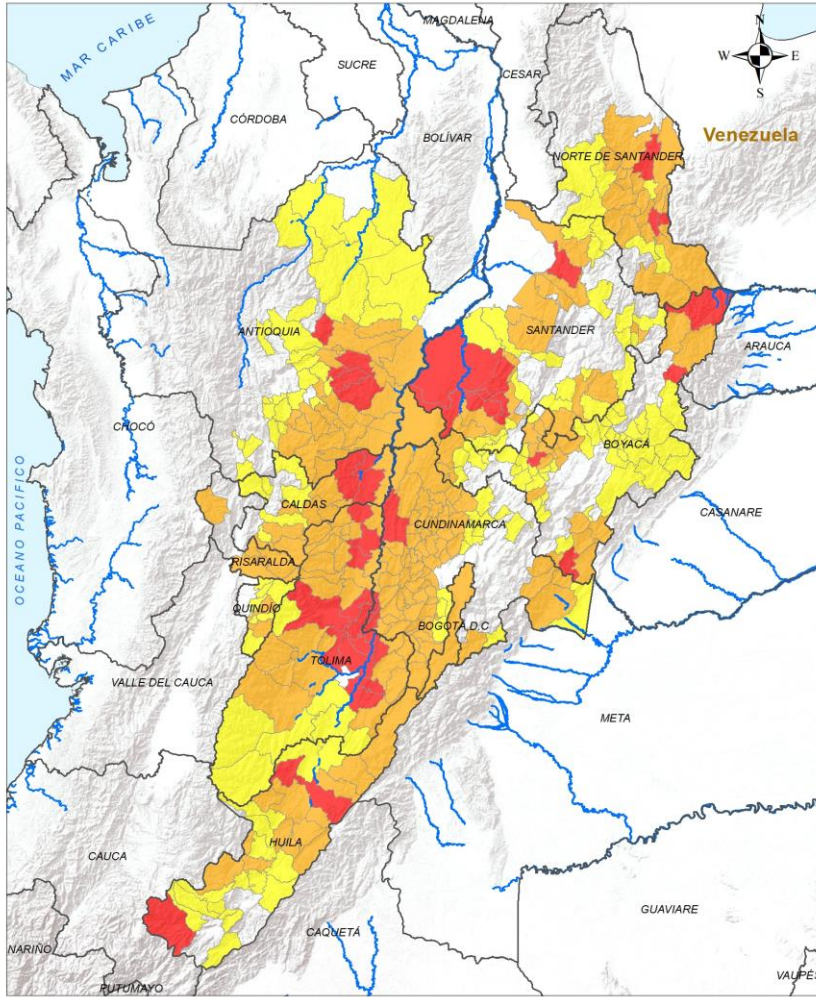 MAGDALENA
MAR CARIBE
N
SUCRE
W
E
CESAR
S
CÓRDOBA
BOLÍVAR
Venezuela
NORTE DE SANTANDER
ANTIOQUIA
SANTANDER
ARAUCA
CHOCÓ
BOYACÁ
OCEANO PACIFICO
CALDAS
CUNDINAMARCA
CASANARE
RISARALDA
QUINDÍO
BOGOTÁ, D.C
TOLIMA
VALLE DEL CAUCA
META
HUILA
CAUCA
GUAVIARE
CAQUETÁ
NARIÑO
PUTUMAYO
VAUPÉS